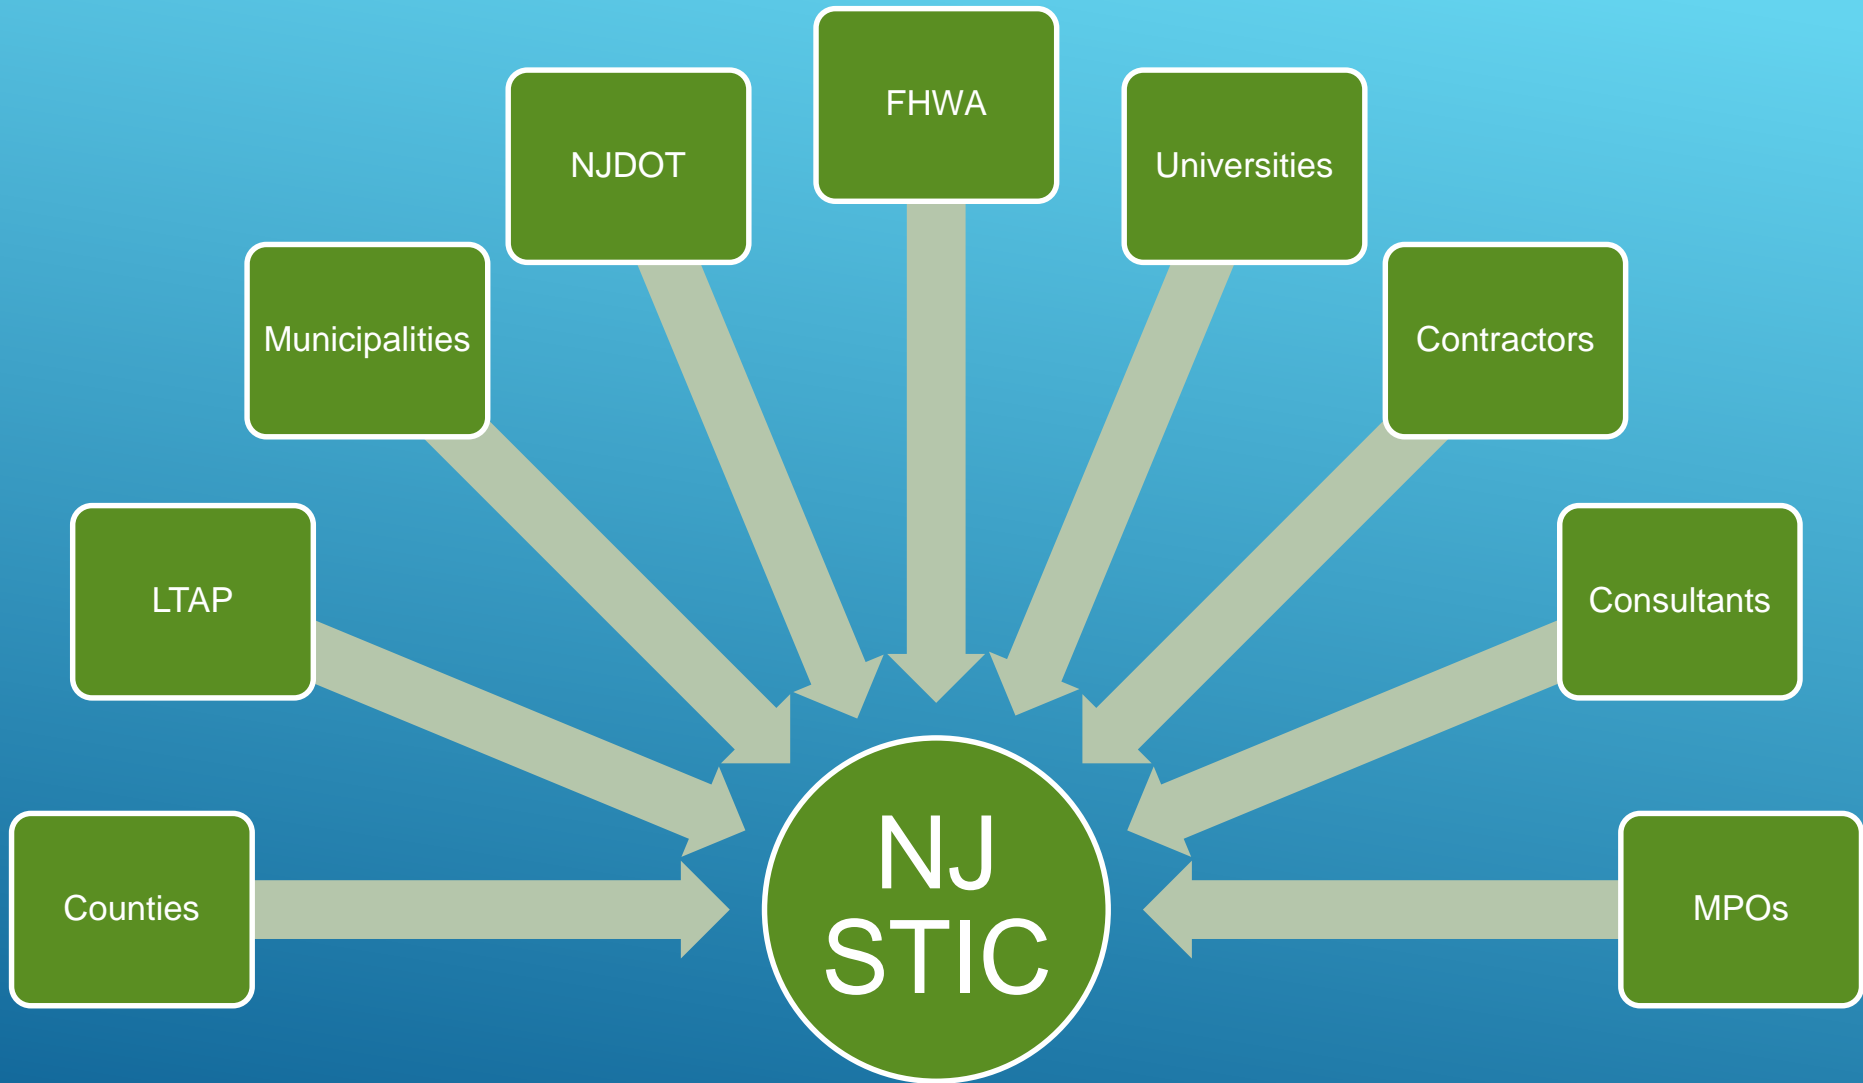 FHWA
NJDOT
Universities
Municipalities
Contractors
LTAP
Consultants
Counties
NJ
STIC
MPOs